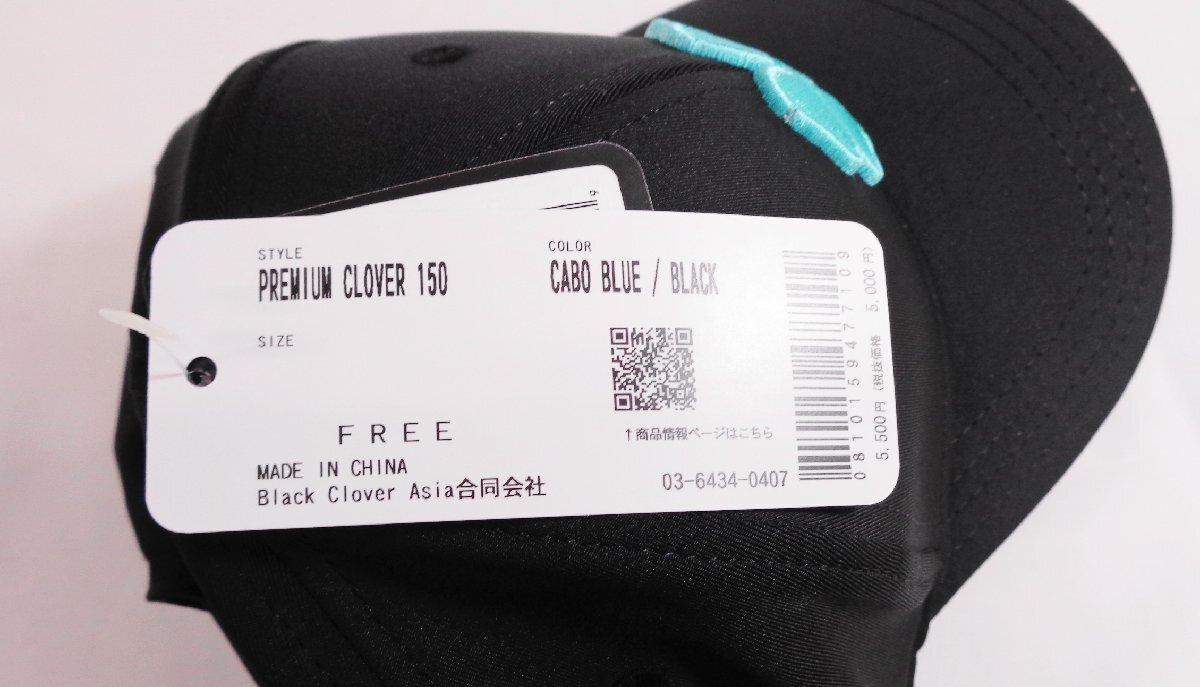 STYLE
PREMIUM CLOVER 150
COLOR
CABO BLUE / BLACK
SIZE
FREE
↑商品情報ページはこちら
MADE IN CHINA
Black Clover Asia合同会社
03-6434-0407
0810159477109
5,500円(税抜価格 5,000円)
9